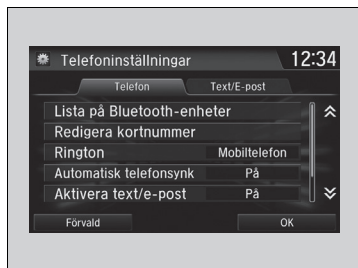 Telefoninställningar 12:34
Telefon Text/E-post
Lista på Bluetooth-enheter
Redigera kortnummer
Rington Mobiltelefon
Automatisk telefonsynk På
Aktivera text/e-post På
Förvald OK